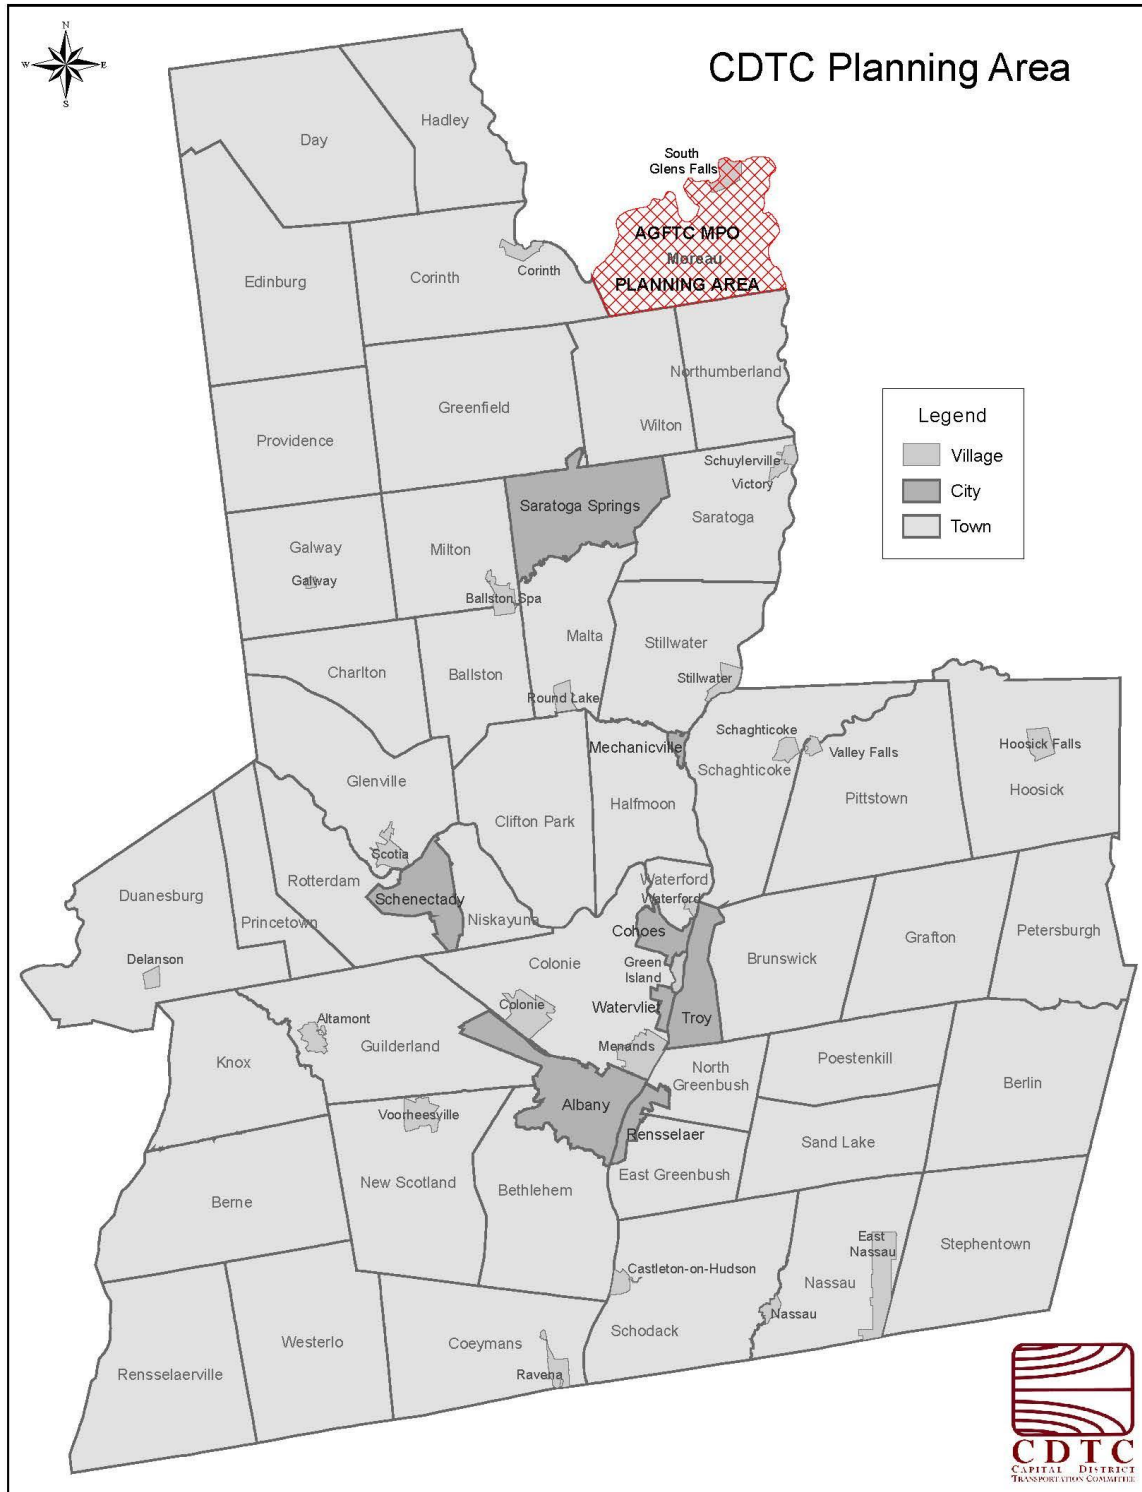 N
W
E
S
CDTC Planning Area
Hadley
Day
South
Glens Falls
AGFTC MPO
Moreau
PLANNING AREA
Corinth
Corinth
Edinburg
Northumberland
Greenfield
Wilton
Providence
Legend
Village
City
Town
Schuylerville
Victory
Saratoga Springs
Saratoga
Galway
Milton
Galway
Ballston Spa
Malta
Stillwater
Charlton
Ballston
Stillwater
Round Lake
Schaghticoke
Mechanicville
Valley Falls
Hoosick Falls
Schaghticoke
Glenville
Hoosick
Pittstown
Halfmoon
Clifton Park
Scotia
Rotterdam
Waterford
Duanesburg
Schenectady
Waterford
Princetown
Niskayuna
Cohoes
Grafton
Petersburgh
Delanson
Colonie
Green
Island
Brunswick
Colonie
Watervliet
Troy
Altamont
Guilderland
Menands
Knox
North
Greenbush
Poestenkill
Berlin
Voorheesville
Albany
Rensselaer
Sand Lake
New Scotland
Bethlehem
East Greenbush
Berne
East
Nassau
Stephentown
Castleton-on-Hudson
Nassau
Nassau
Schodack
Westerlo
Coeymans
Rensselaerville
Ravena
CDTC
CAPITAL DISTRICT
TRANSPORTATION COMMITTEE